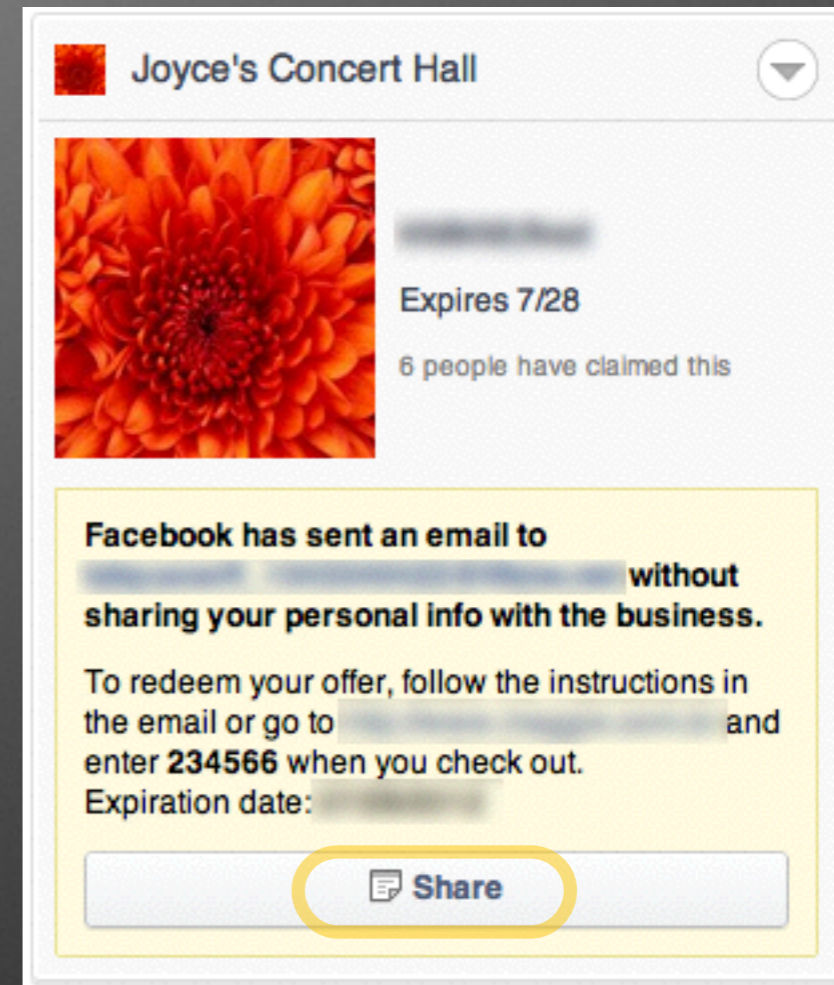 Joyce's Concert Hall
Expires 7/28
6 people have claimed this
Facebook has sent an email to
without
sharing your personal info with the business.
To redeem your offer, follow the instructions in
the email or go to and
enter 234566 when you check out.
Expiration date:
Share